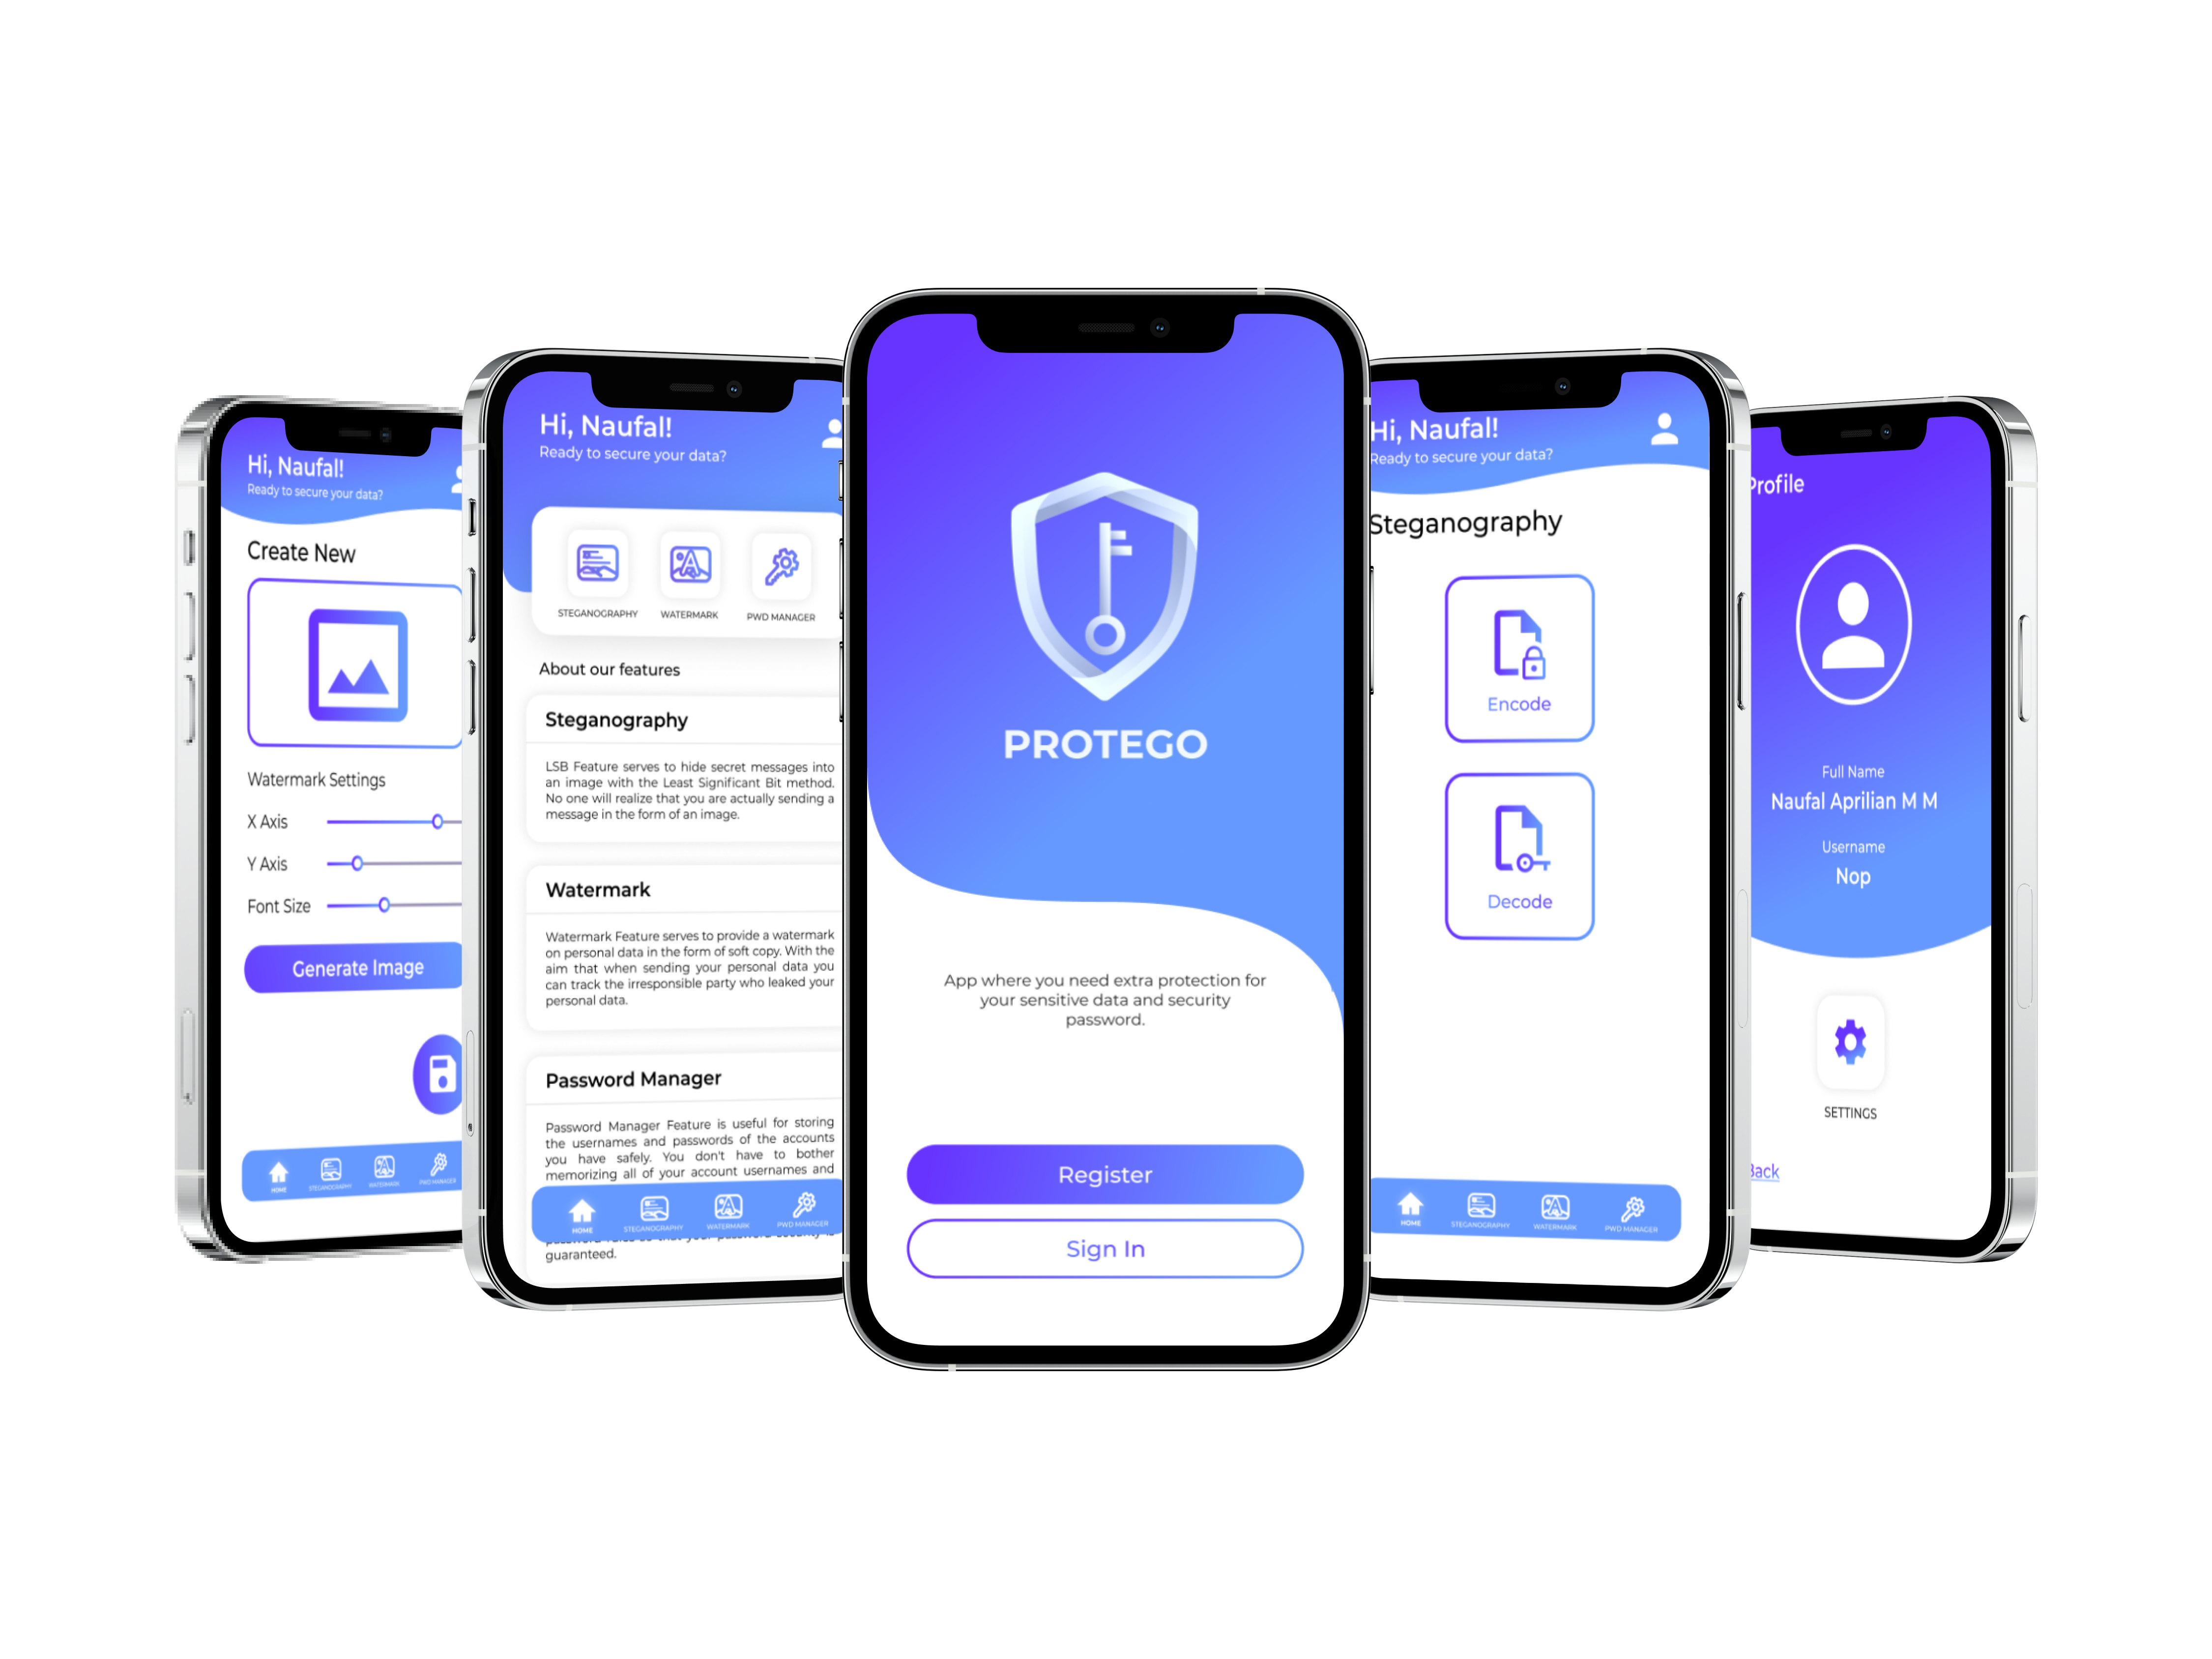 Hi, Naufal!
Ready to secure your data?
Create New
Watermark Settings
X Axis
Y Axis
Font Size
Generate Image
HOME
STEGANOGRAPHY
WATERMARK
PWD MANAGER
Hi, Naufal!
Ready to secure your data?
STEGANOGRAPHY
WATERMARK
PWD MANAGER
About our features
Steganography
LSB Feature serves to hide secret messages into
an image with the Least Significant Bit method.
No one will realize that you are actually sending a
message in the form of an image.
Watermark
Watermark Feature serves to provide a watermark
on personal data in the form of soft copy. With the
aim that when sending your personal data you
can track the irresponsible party who leaked your
personal data.
Password Manager
Password Manager Feature is useful for storing
the usernames and passwords of the accounts
you have safely. You don't have to bother
memorizing all of your account usernames and
HOME
STEGANOGRAPHY
WATERMARK
PWD MANAGER
guaranteed.
PROTEGO
App where you need extra protection for
your sensitive data and security
password.
Register
Sign In
Hi, Naufal!
Ready to secure your data?
Steganography
Encode
Decode
HOME
STEGANOGRAPHY
WATERMARK
PWD MANAGER
Profile
Full Name
Naufal Aprilian M M
Username
Nop
SETTINGS
Back